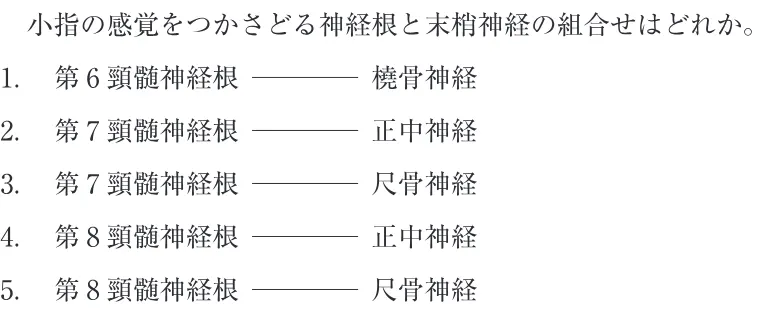 小指の感覚をつかさどる神経根と末梢神経の組合せはどれか。
1. 第6頸髄神経根 ――― 橈骨神経
2. 第7頸髄神経根 ――― 正中神経
3. 第7頸髄神経根 ――― 尺骨神経
4. 第8頸髄神経根 ――― 正中神経
5. 第8頸髄神経根 ――― 尺骨神経